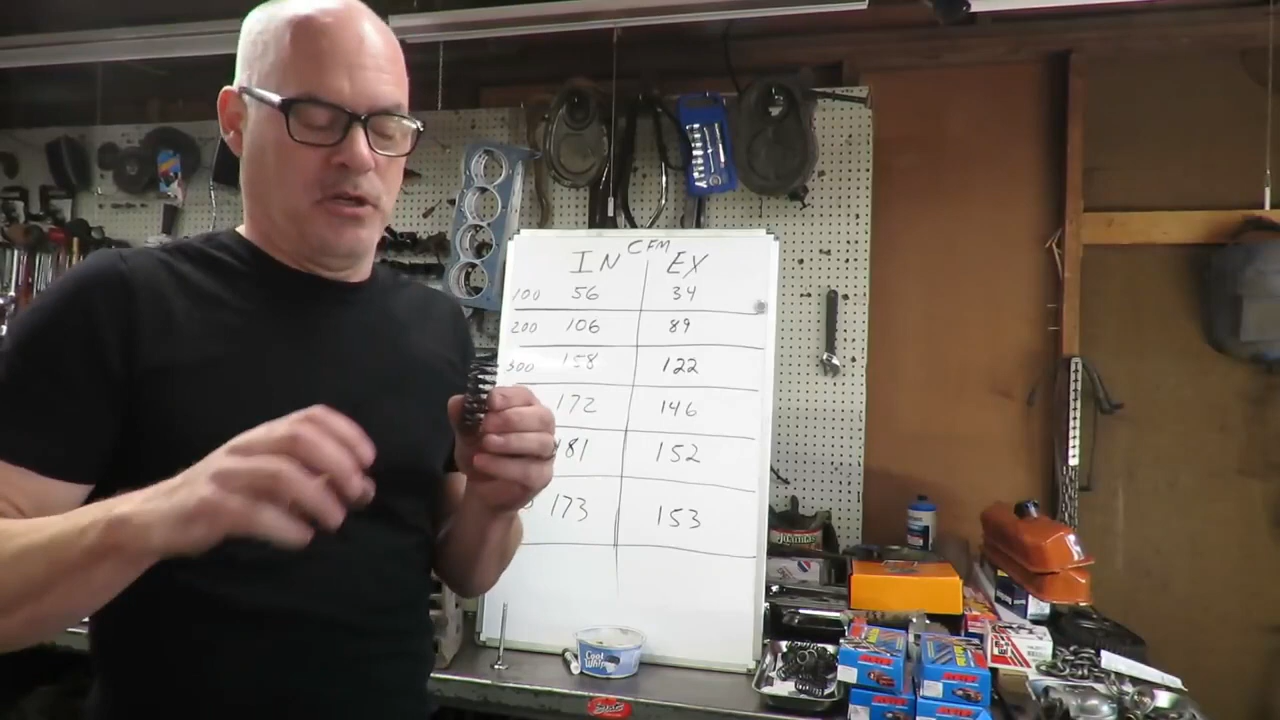 CFM
IN EX
100 56 34
200 106 89
300 158 122
172 146
181 152
173 153
Cool
Whip